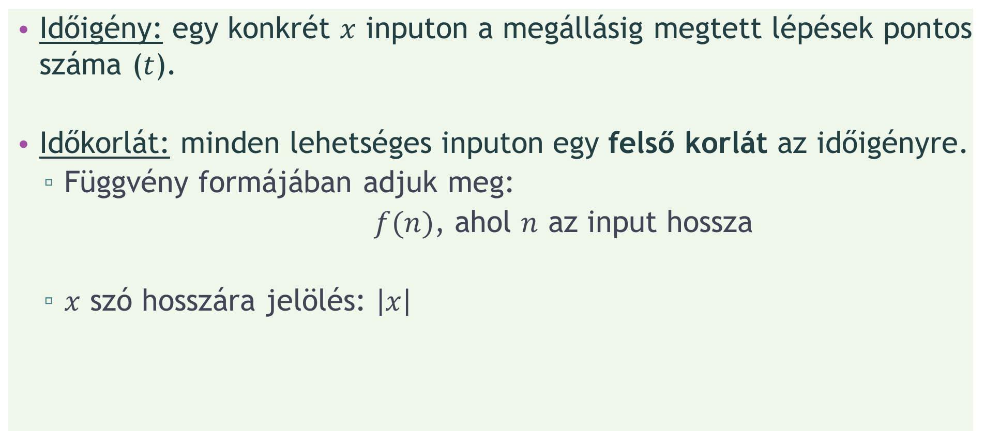 • Időigény: egy konkrét x inputon a megállásig megtett lépések pontos
száma (t).
• Időkorlát: minden lehetséges inputon egy felső korlát az időigényre.
▫ Függvény formájában adjuk meg:
f(n), ahol n az input hossza
▫ x szó hosszára jelölés: |x|